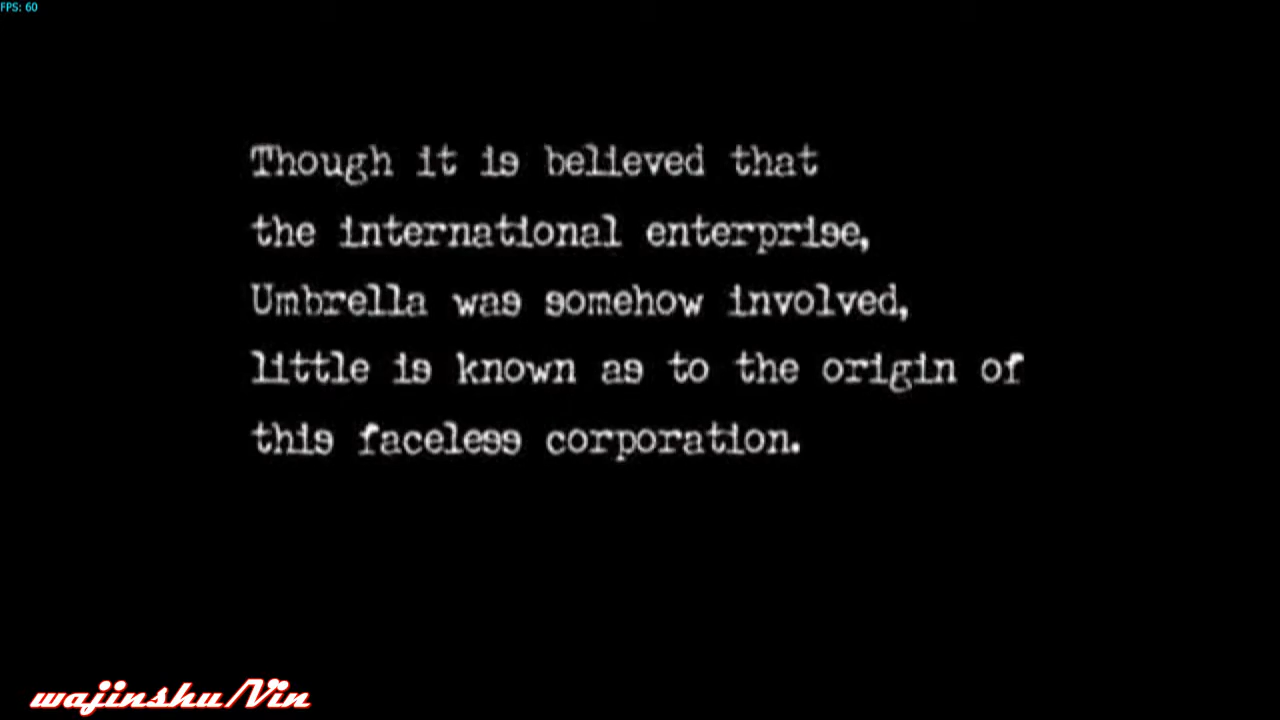 FPS: 60
Though it is believed that
the international enterprise,
Umbrella was somehow involved,
little is known as to the origin of
this faceless corporation.
wajinshu/Vin